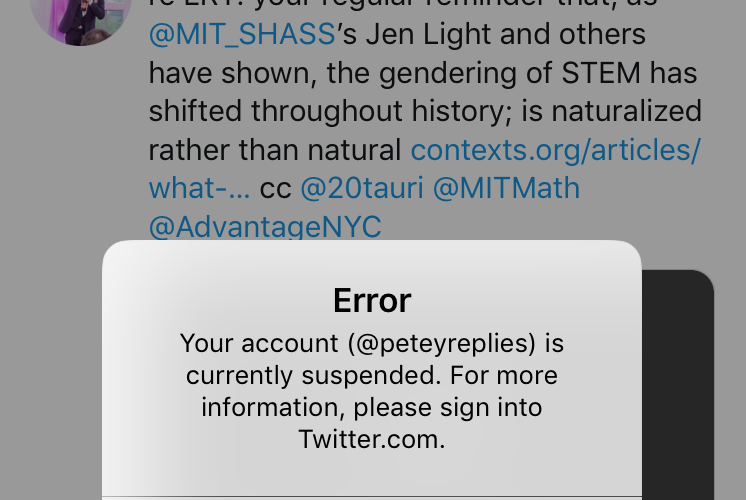 your regular reminder that, as
@MIT_SHASS’s Jen Light and others
have shown, the gendering of STEM has
shifted throughout history; is naturalized
rather than natural contexts.org/articles/
what-... cc @20tauri @MITMath
@AdvantageNYC
Error
Your account (@peteyreplies) is
currently suspended. For more
information, please sign into
Twitter.com.